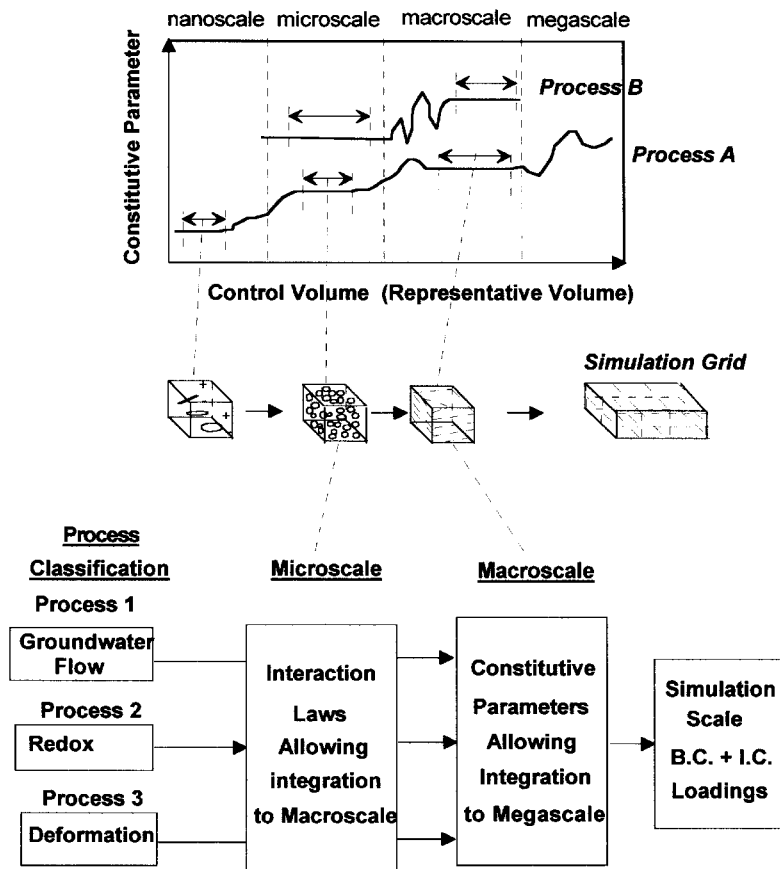 nanoscale microscale macroscale megascale
Constitutive Parameter
Process B
Process A
Control Volume (Representative Volume)
Simulation Grid
Process
Classification
Microscale
Macroscale
Process 1
Groundwater
Flow
Process 2
Redox
Process 3
Deformation
Interaction
Laws
Allowing
integration
to Macroscale
Constitutive
Parameters
Allowing
Integration
to Megascale
Simulation
Scale
B.C. + I.C.
Loadings